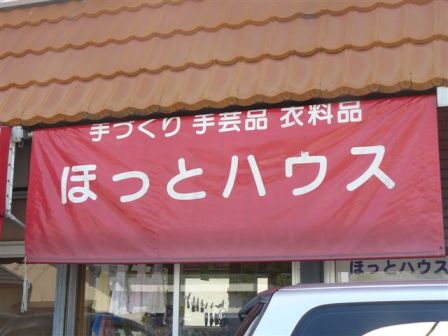 手づくり 手芸品 衣料品
ほっとハウス
ほっとハウス